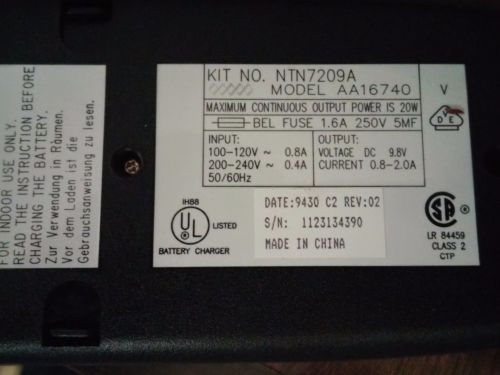 FOR INDOOR USE ONLY.
READ THE INSTRUCTION BEFORE
CHARGING THE BATTERY.
Zur Verwendung in Räumen.
Vor dem Laden ist die
Gebrauchsanweisung zu lesen.
KIT NO. NTN7209A
MODEL AA16740
V
MAXIMUM CONTINUOUS OUTPUT POWER IS 20W
BEL FUSE 1.6A 250V 5MF
D E
INPUT:
100-120V ~ 0.8A
200-240V ~ 0.4A
50/60Hz
OUTPUT:
VOLTAGE DC 9.8V
CURRENT 0.8-2.0A
IH88
UL
LISTED
BATTERY CHARGER
DATE:9430 C2 REV:02
S/N: 1123134390
MADE IN CHINA
SA
LR 84459
CLASS 2
CTP